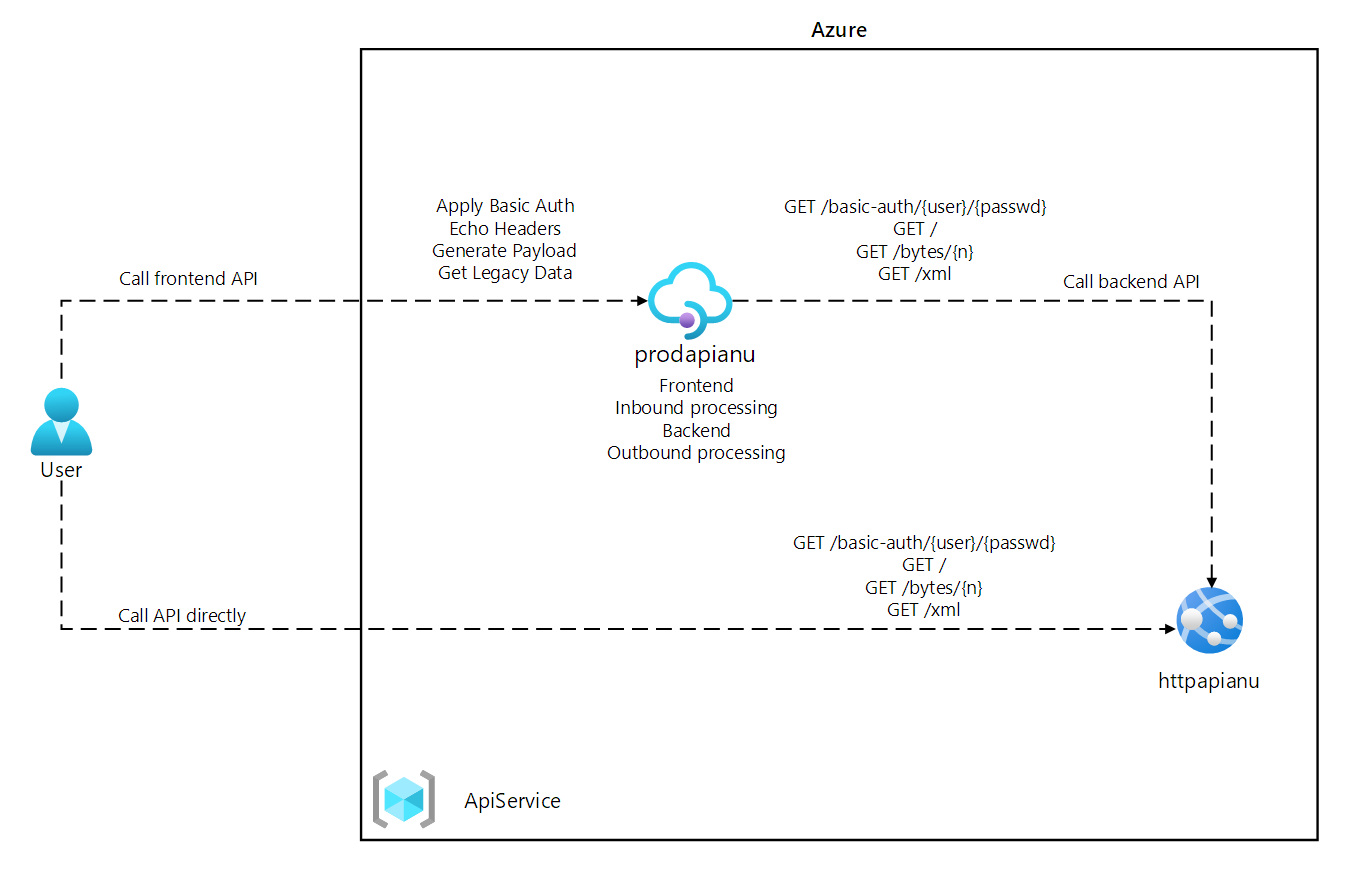 Azure
Apply Basic Auth
Echo Headers
Generate Payload
Get Legacy Data
GET /basic-auth/{user}/{passwd}
GET /
GET /bytes/{n}
GET /xml
Call frontend API
Call backend API
prodapianu
Frontend
Inbound processing
Backend
Outbound processing
User
GET /basic-auth/{user}/{passwd}
GET /
GET /bytes/{n}
GET /xml
Call API directly
httpapianu
ApiService